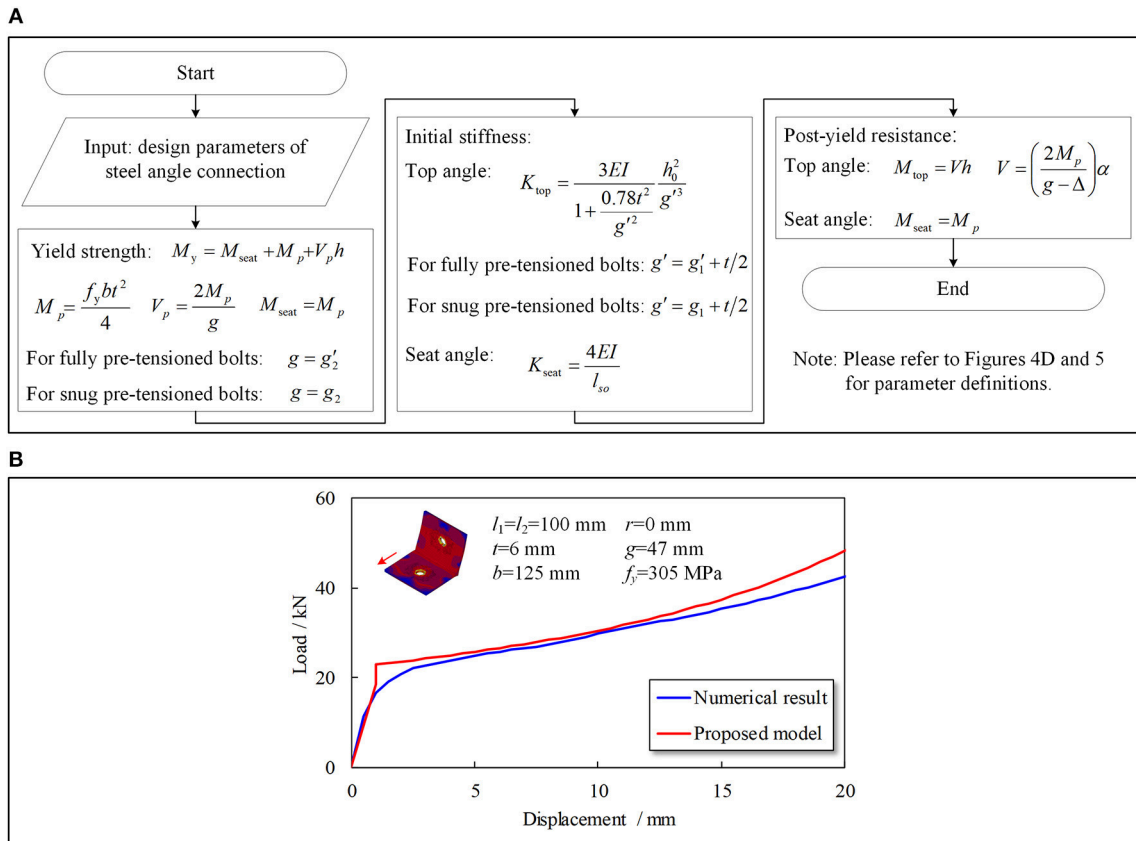 A
Start
Input: design parameters of
steel angle connection
Yield strength: M_y = M_seat + M_p + V_p h
M_p = f_y b t^2 / 4   V_p = 2M_p / g   M_seat = M_p
For fully pre-tensioned bolts: g = g′_2
For snug pre-tensioned bolts: g = g_2
Initial stiffness:
Top angle: K_top = 3EI / (1 + 0.78t^2 / g′^2) h_0^2 / g′^3
For fully pre-tensioned bolts: g′ = g′_1 + t/2
For snug pre-tensioned bolts: g′ = g_1 + t/2
Seat angle: K_seat = 4EI / l_so
Post-yield resistance:
Top angle: M_top = Vh   V = (2M_p / (g − Δ)) α
Seat angle: M_seat = M_p
End
Note: Please refer to Figures 4D and 5
for parameter definitions.
B
60
40
20
0
Load / kN
l_1=l_2=100 mm r=0 mm
t=6 mm g=47 mm
b=125 mm f_y=305 MPa
Numerical result
Proposed model
0 5 10 15 20
Displacement / mm